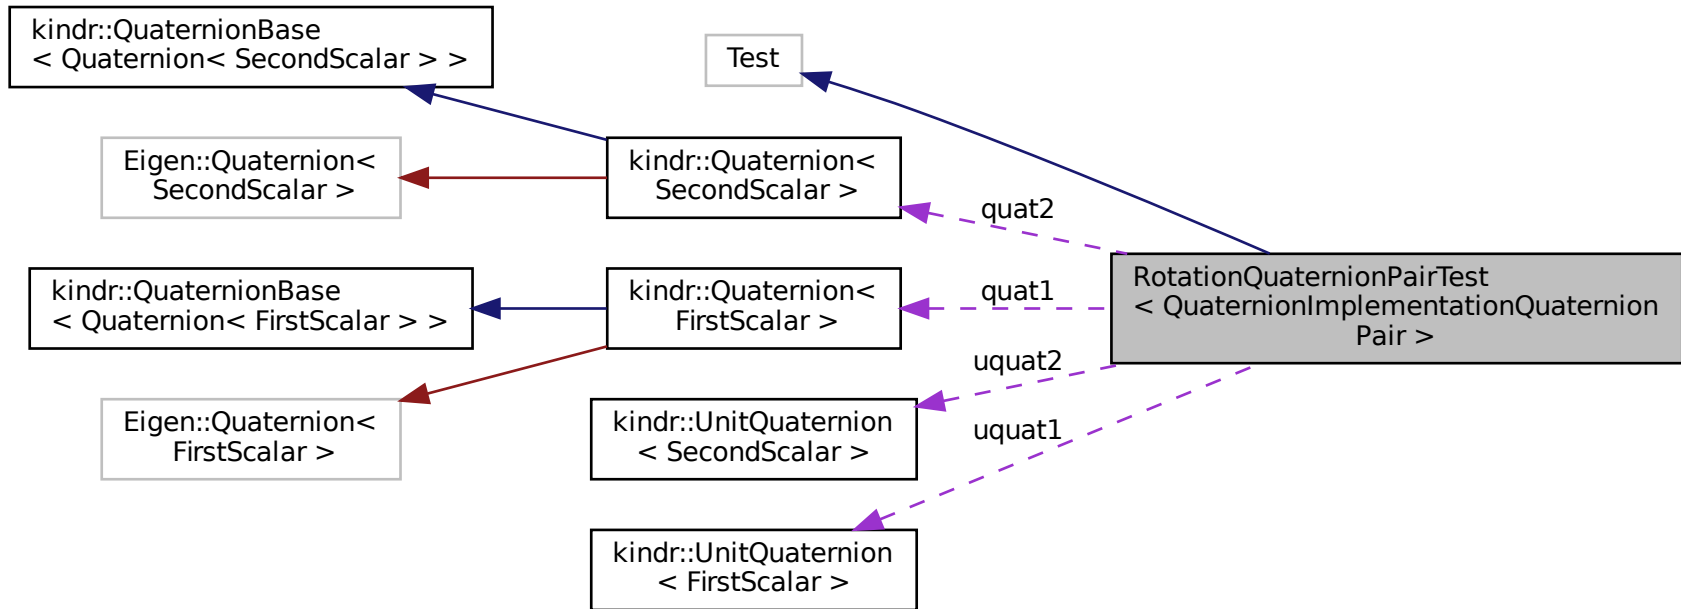 kindr::QuaternionBase
< Quaternion< SecondScalar > >
Test
Eigen::Quaternion<
SecondScalar >
kindr::Quaternion<
SecondScalar >
quat2
kindr::QuaternionBase
< Quaternion< FirstScalar > >
kindr::Quaternion<
FirstScalar >
quat1
RotationQuaternionPairTest
< QuaternionImplementationQuaternion
Pair >
uquat2
Eigen::Quaternion<
FirstScalar >
kindr::UnitQuaternion
< SecondScalar >
uquat1
kindr::UnitQuaternion
< FirstScalar >